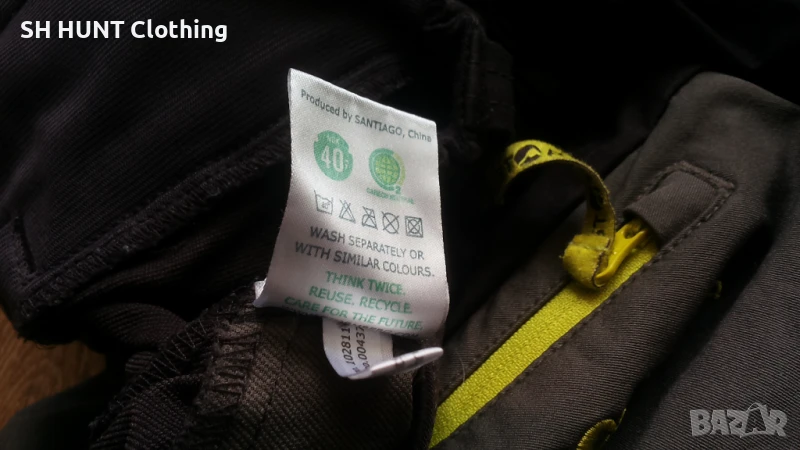 SH HUNT Clothing
Produced by SANTIAGO, China
40
2
WASH SEPARATELY OR
WITH SIMILAR COLOURS.
THINK TWICE.
REUSE, RECYCLE.
CARE FOR THE FUTURE
BAZAR